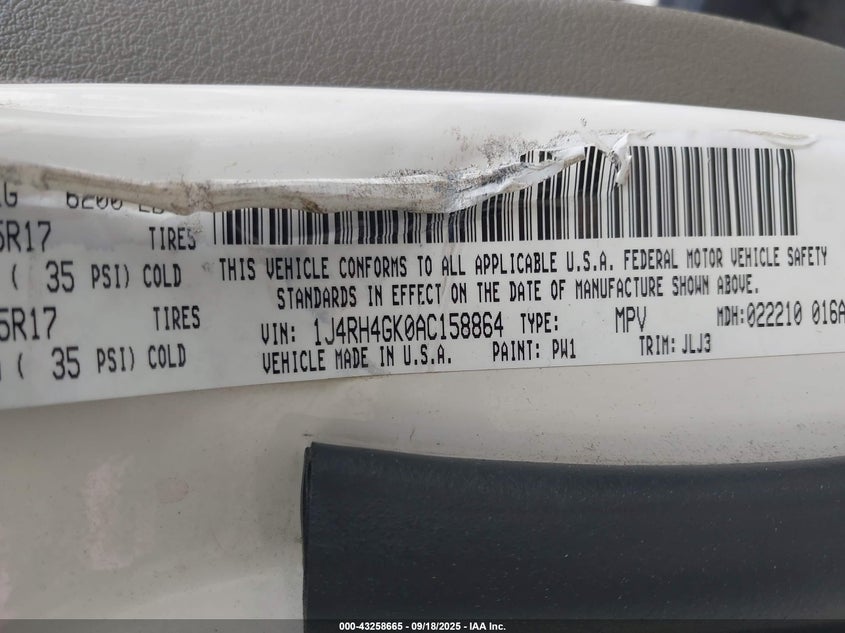 6200
5R17 TIRES
( 35 PSI) COLD
5R17 TIRES
( 35 PSI) COLD
THIS VEHICLE CONFORMS TO ALL APPLICABLE U.S.A. FEDERAL MOTOR VEHICLE SAFETY
STANDARDS IN EFFECT ON THE DATE OF MANUFACTURE SHOWN ABOVE.
VIN: 1J4RH4GK0AC158864 TYPE: MPV MDH:022210 016A
VEHICLE MADE IN U.S.A. PAINT: PW1 TRIM: JLJ3
000-43258665 - 09/18/2025 - IAA Inc.